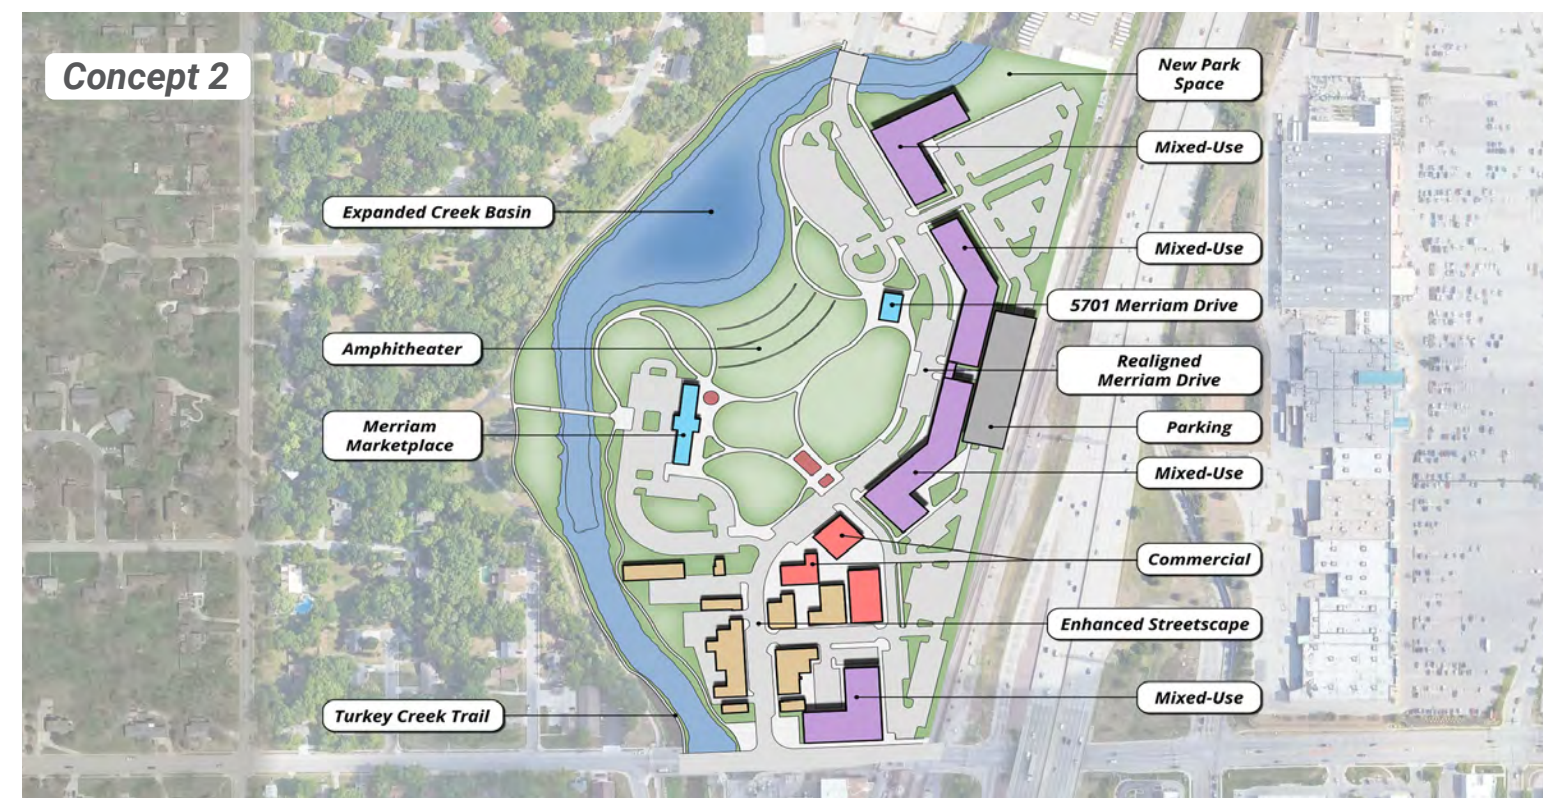 Concept 2
New Park
Space
Mixed-Use
Expanded Creek Basin
Mixed-Use
5701 Merriam Drive
Amphitheater
Realigned
Merriam Drive
Merriam
Marketplace
Parking
Mixed-Use
Commercial
Enhanced Streetscape
Mixed-Use
Turkey Creek Trail